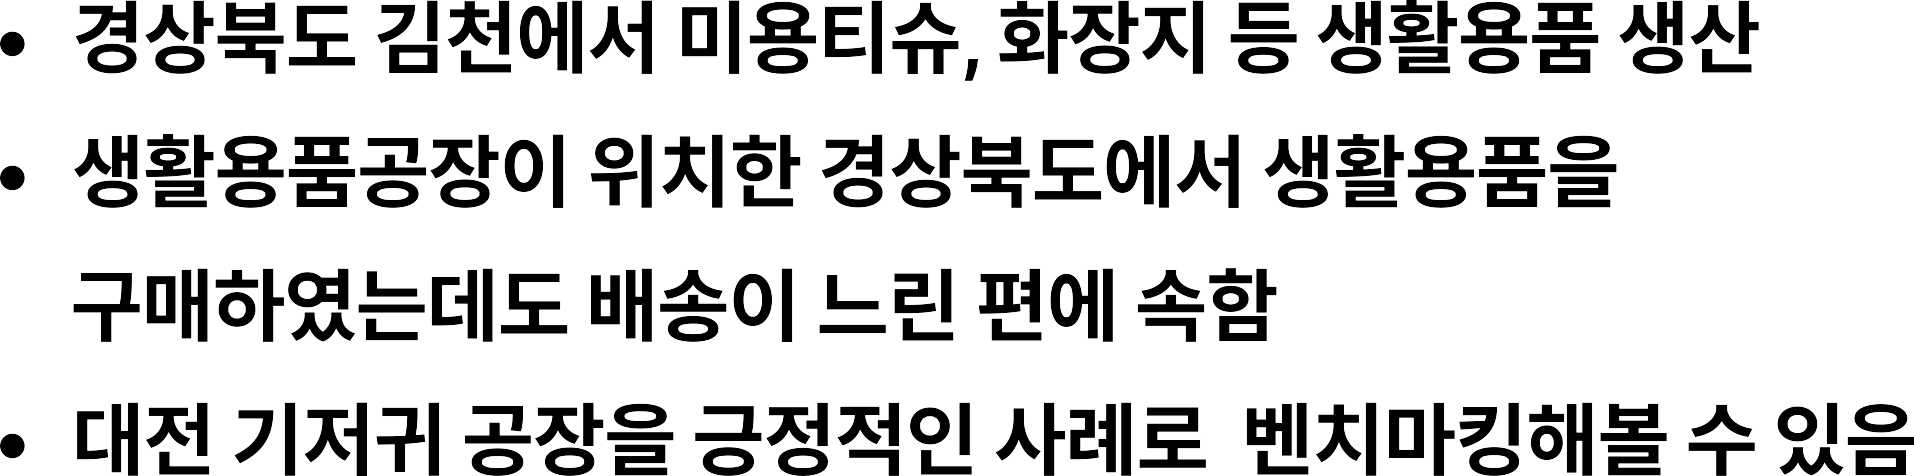 • 경상북도 김천에서 미용티슈, 화장지 등 생활용품 생산
• 생활용품공장이 위치한 경상북도에서 생활용품을
구매하였는데도 배송이 느린 편에 속함
• 대전 기저귀 공장을 긍정적인 사례로  벤치마킹해볼 수 있음